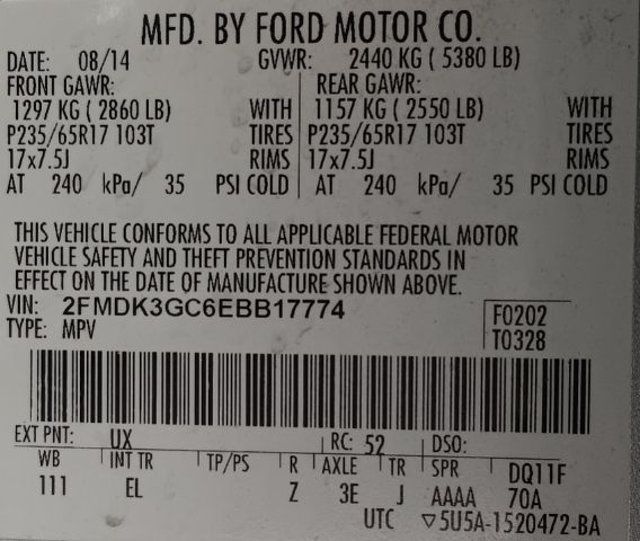 MFD. BY FORD MOTOR CO.
DATE: 08/14 GVWR: 2440 KG ( 5380 LB)
FRONT GAWR: REAR GAWR:
1297 KG ( 2860 LB) WITH 1157 KG ( 2550 LB) WITH
P235/65R17 103T TIRES P235/65R17 103T TIRES
17x7.5J RIMS 17x7.5J RIMS
AT 240 kPa/ 35 PSI COLD AT 240 kPa/ 35 PSI COLD
THIS VEHICLE CONFORMS TO ALL APPLICABLE FEDERAL MOTOR
VEHICLE SAFETY AND THEFT PREVENTION STANDARDS IN
EFFECT ON THE DATE OF MANUFACTURE SHOWN ABOVE.
VIN: 2FMDK3GC6EBB17774 F0202
TYPE: MPV T0328
EXT PNT: UX RC: 52 DSO:
WB INT TR TP/PS R AXLE TR SPR DQ11F
111 EL Z 3E J AAAA 70A
UTC ▽5U5A-1520472-BA